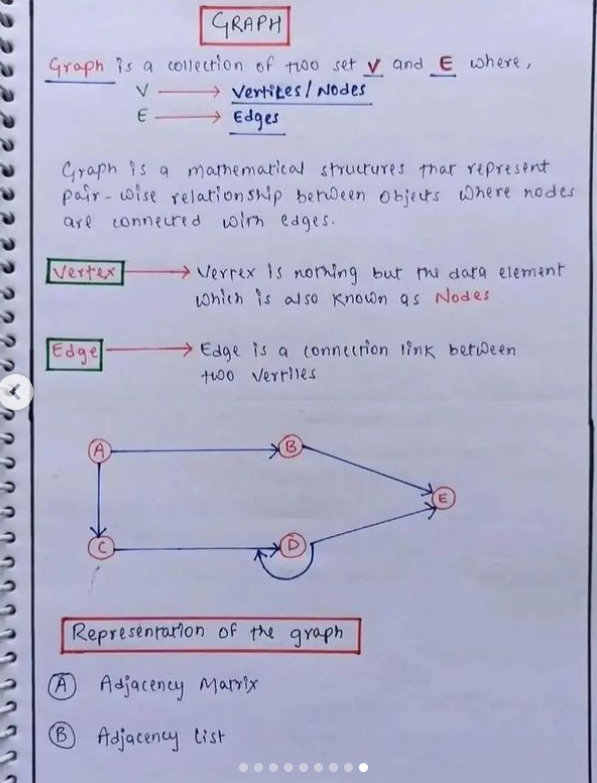 GRAPH
Graph is a collection of two set V and E where,
V → Vertices/Nodes
E → Edges
Graph is a mathematical structures that represent
pair-wise relationship between objects where nodes
are connected with edges.
Vertex → Vertex is nothing but the data element
which is also known as Nodes
Edge → Edge is a connection link between
two vertices
A
B
E
C
D
Representation of the graph
A Adjacency Matrix
B Adjacency List